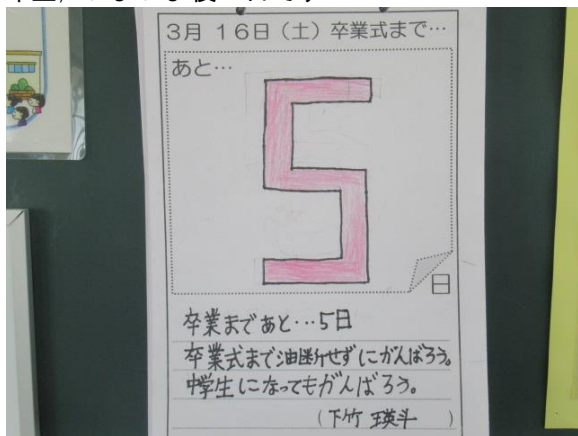 3月 16日（土）卒業式まで…
あと…
5
日
卒業まであと…5日
卒業式まで油断せずにがんばろう。
中学生になってもがんばろう。
（下竹 瑛斗　）